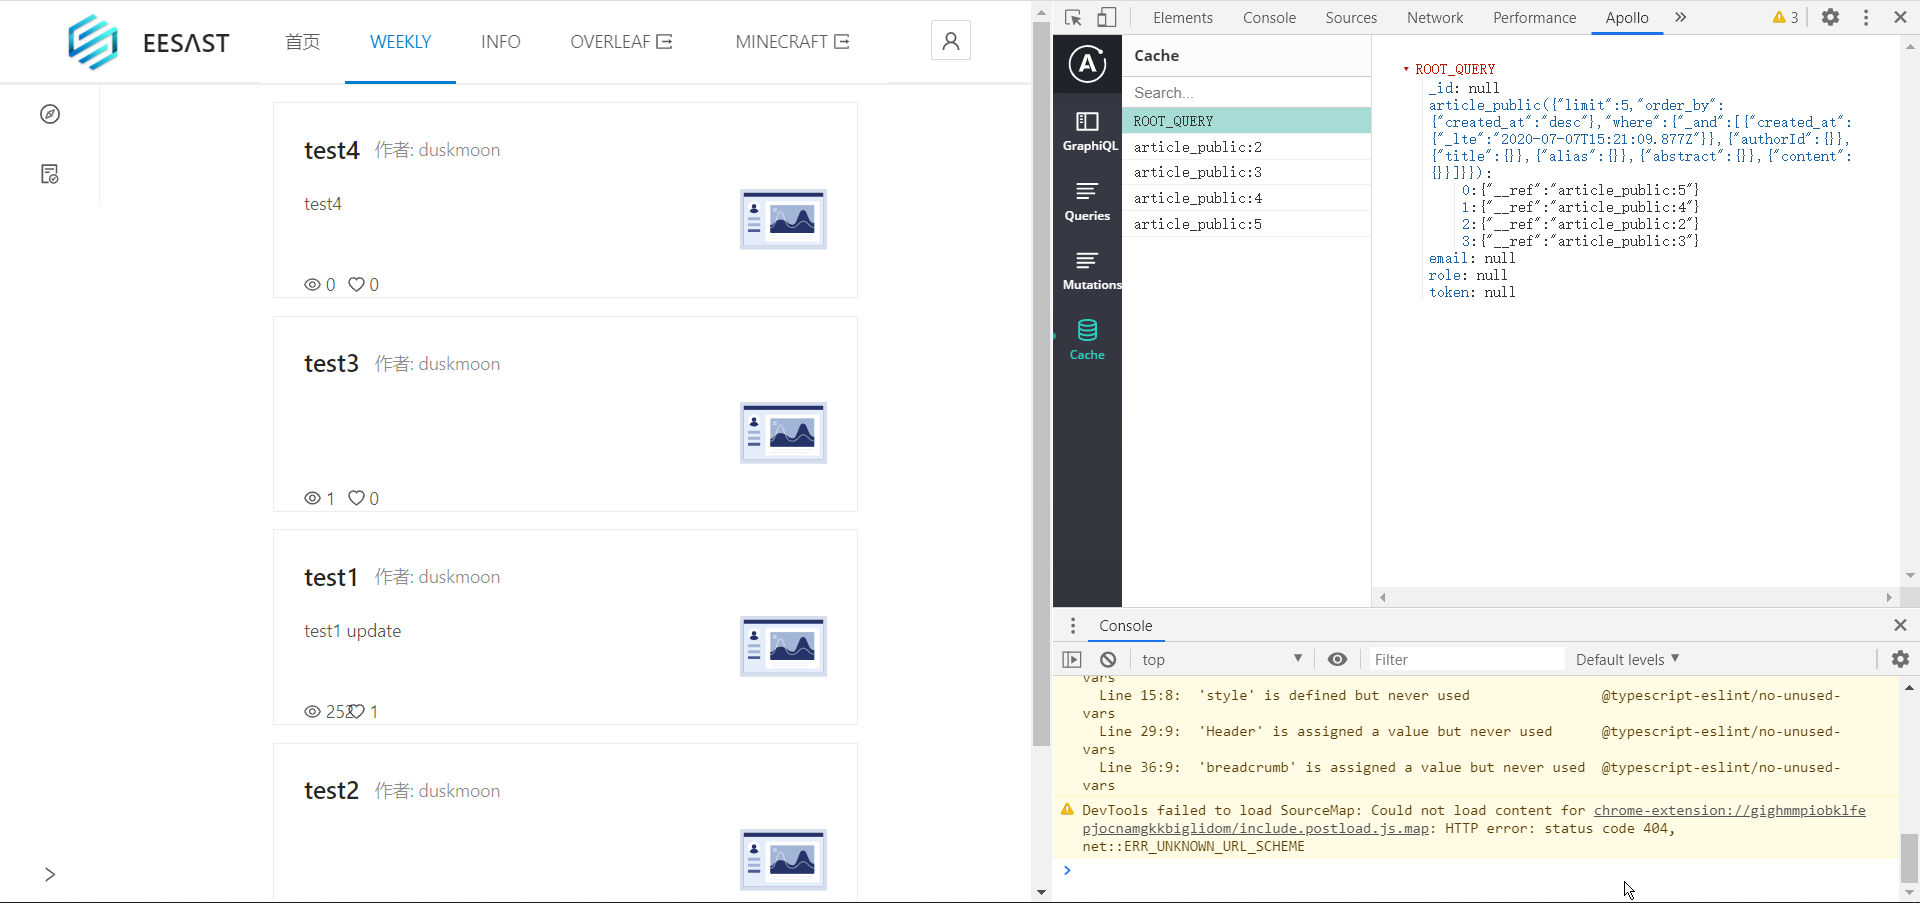 EESAST
首页
WEEKLY
INFO
OVERLEAF
MINECRAFT
test4 作者: duskmoon
test4
0 0
test3 作者: duskmoon
1 0
test1 作者: duskmoon
test1 update
252 1
test2 作者: duskmoon
Elements Console Sources Network Performance Apollo » 3
Cache
Search...
ROOT_QUERY
article_public:2
article_public:3
article_public:4
article_public:5
GraphiQL
Queries
Mutations
Cache
ROOT_QUERY
_id: null
article_public({"limit":5,"order_by":
{"created_at":"desc"},"where":{"_and":[{"created_at":
{"_lte":"2020-07-07T15:21:09.877Z"}},{"authorId":{}},
{"title":{}},{"alias":{}},{"abstract":{}},{"content":
{}}]}}):
0:{"__ref":"article_public:5"}
1:{"__ref":"article_public:4"}
2:{"__ref":"article_public:2"}
3:{"__ref":"article_public:3"}
email: null
role: null
token: null
Console
top
Filter
Default levels
vars
Line 15:8: 'style' is defined but never used @typescript-eslint/no-unused-
vars
Line 29:9: 'Header' is assigned a value but never used @typescript-eslint/no-unused-
vars
Line 36:9: 'breadcrumb' is assigned a value but never used @typescript-eslint/no-unused-
vars
DevTools failed to load SourceMap: Could not load content for chrome-extension://gighmmpiobklfe
pjocnamgkkbiglidom/include.postload.js.map: HTTP error: status code 404,
net::ERR_UNKNOWN_URL_SCHEME